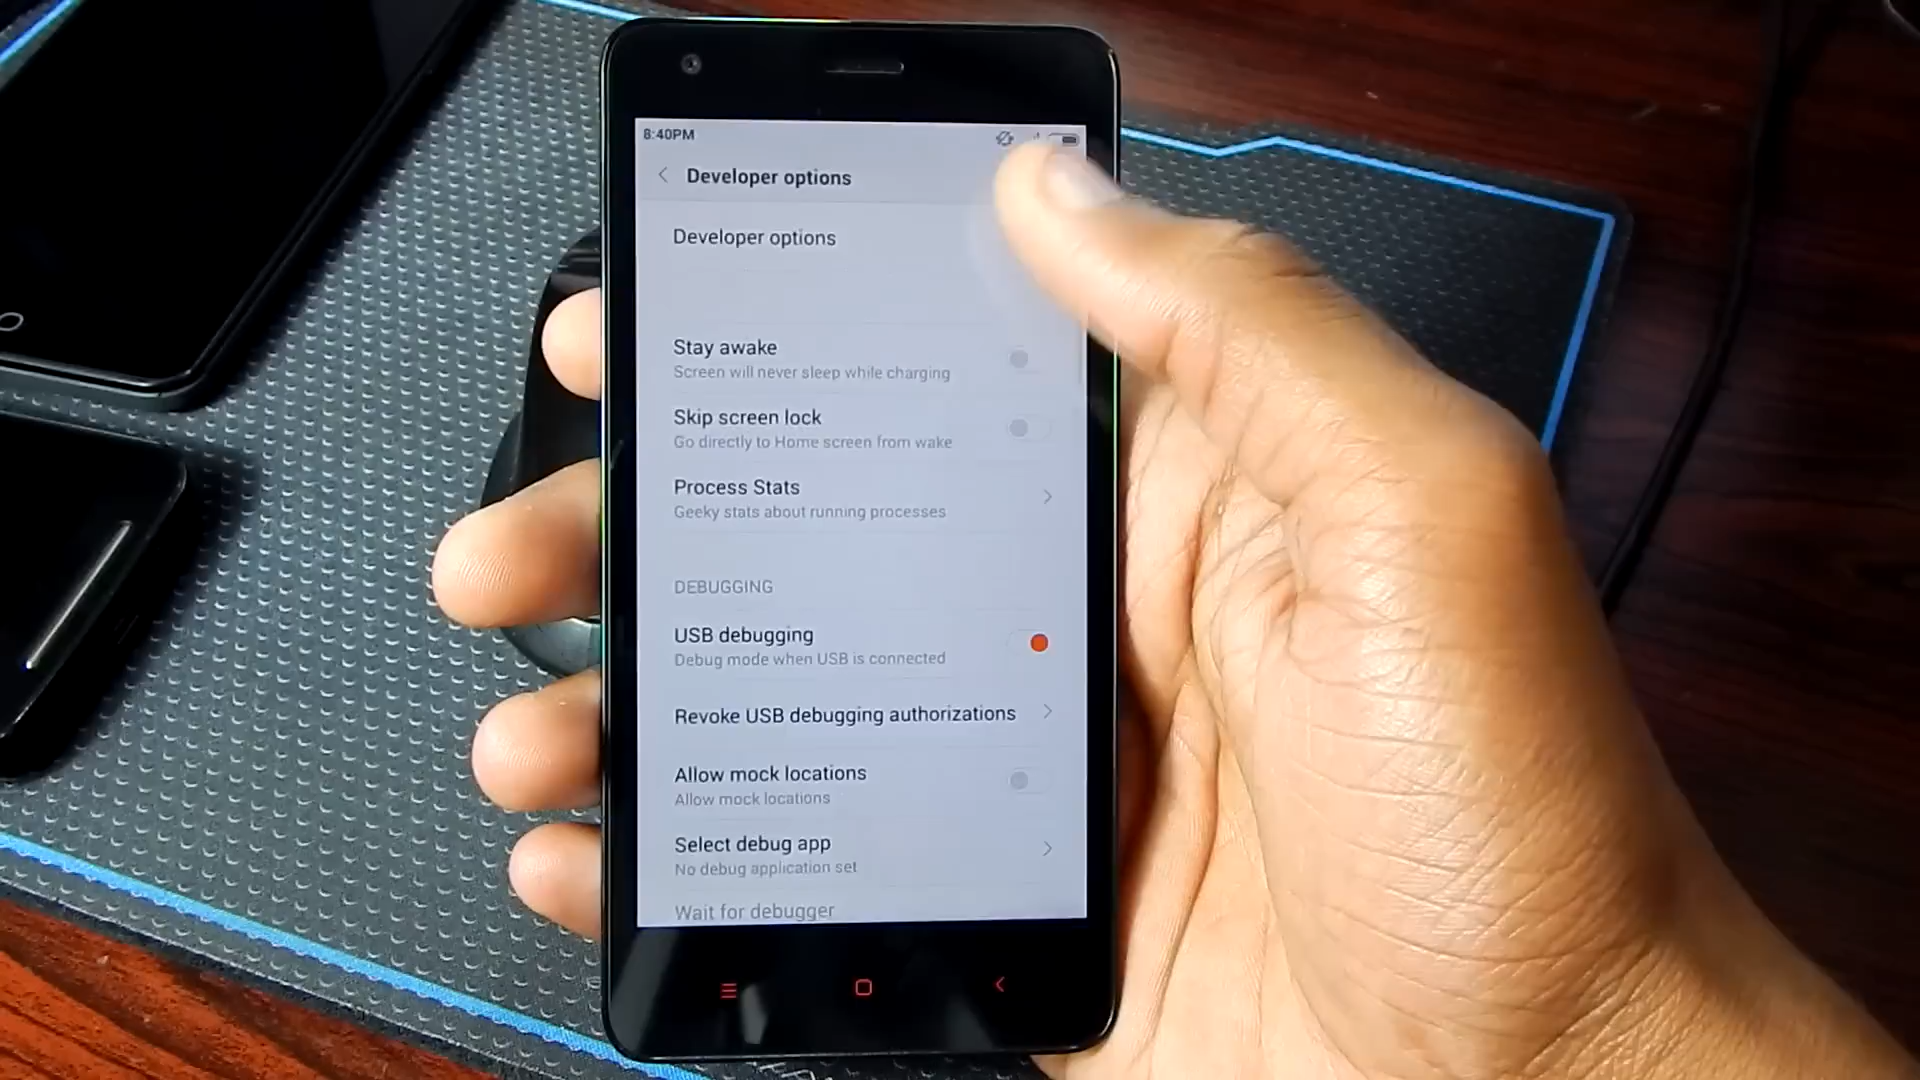 8:40PM
Developer options
Developer options
Stay awake
Screen will never sleep while charging
Skip screen lock
Go directly to Home screen from wake
Process Stats
Geeky stats about running processes
DEBUGGING
USB debugging
Debug mode when USB is connected
Revoke USB debugging authorizations
Allow mock locations
Allow mock locations
Select debug app
No debug application set
Wait for debugger